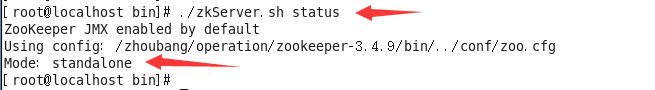 [root@localhost bin]# ./zkServer.sh status
ZooKeeper JMX enabled by default
Using config: /zhoubang/operation/zookeeper-3.4.9/bin/../conf/zoo.cfg
Mode: standalone
[root@localhost bin]#